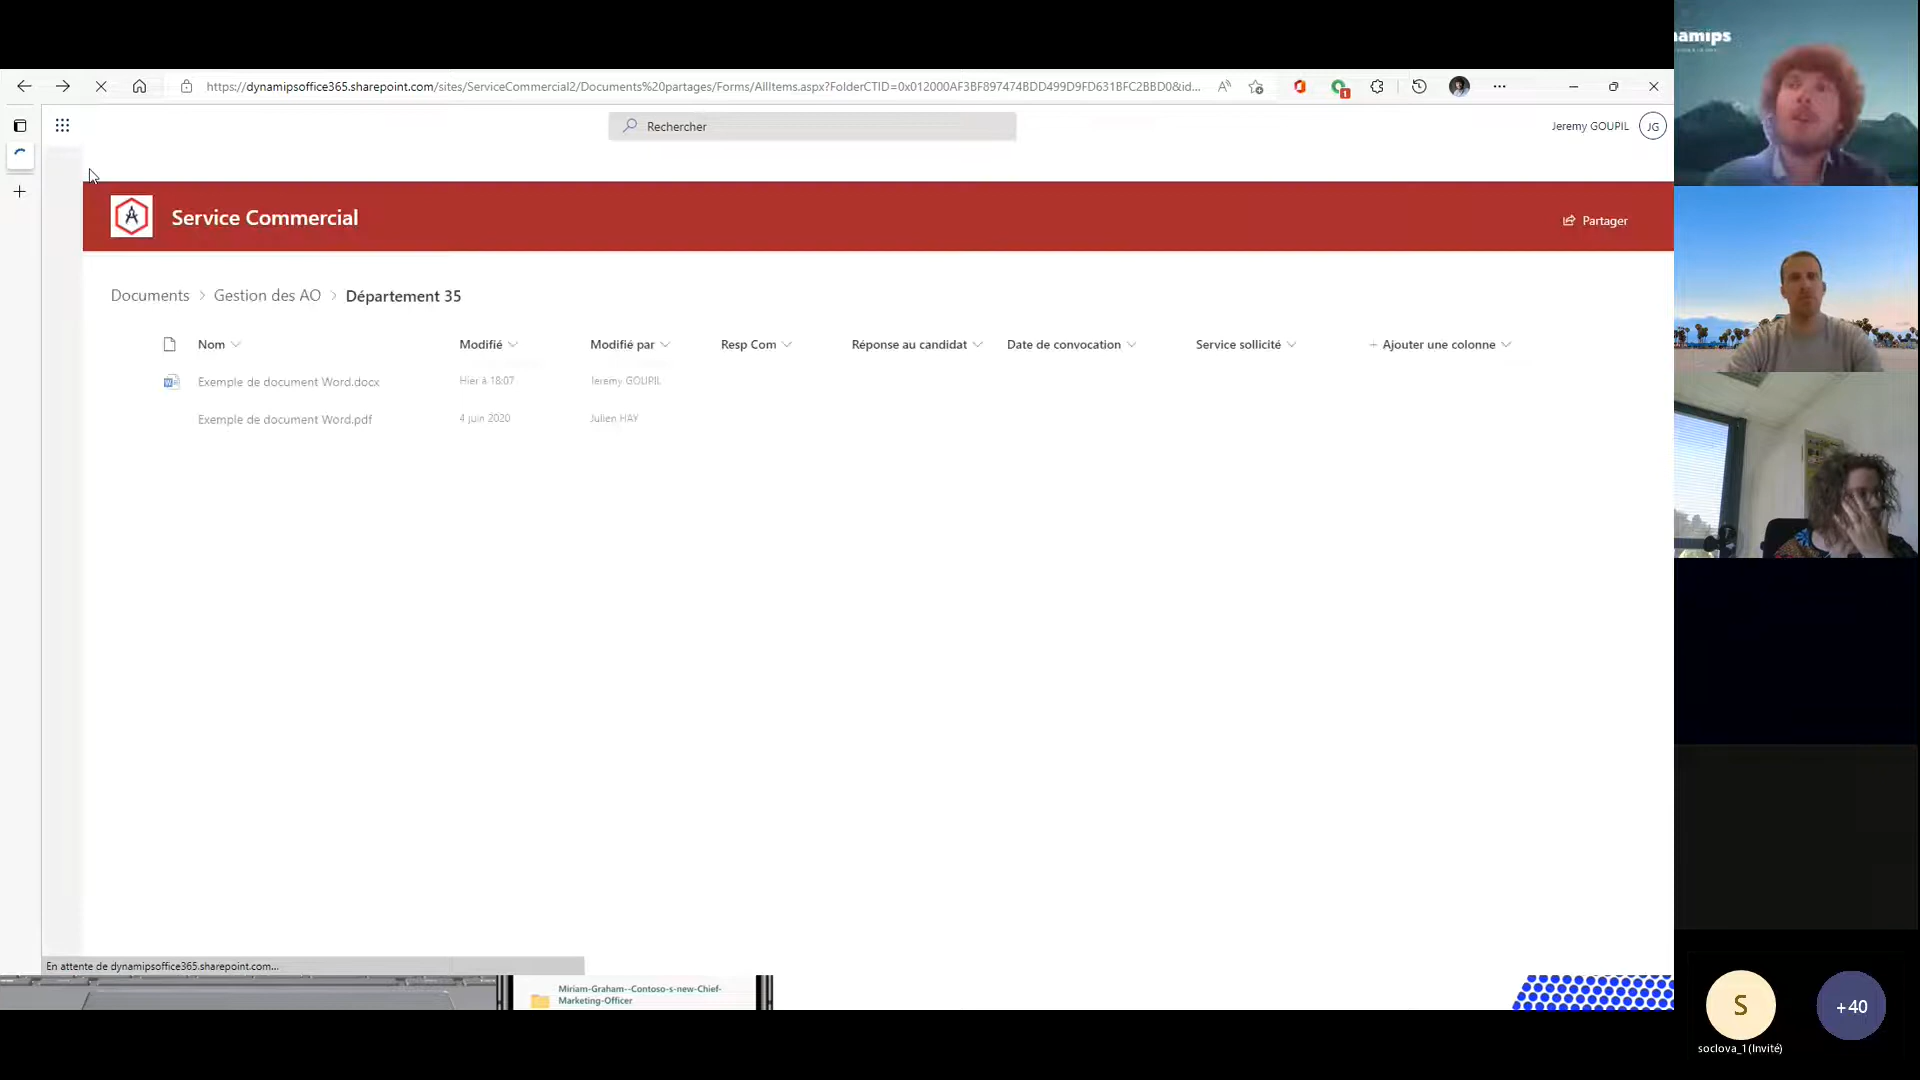 namips
https://dynamipsoffice365.sharepoint.com/sites/ServiceCommercial2/Documents%20partages/Forms/AllItems.aspx?FolderCTID=0x012000AF3BF897474BDD499D9FD631BFC2BBD0&id...
1
Rechercher
Jeremy GOUPIL JG
Service Commercial
Partager
Documents > Gestion des AO > Département 35
Nom Modifié Modifié par Resp Com Réponse au candidat Date de convocation Service sollicité + Ajouter une colonne
Exemple de document Word.docx Hier à 18:07 Jeremy GOUPIL
Exemple de document Word.pdf 4 juin 2020 Julien HAY
En attente de dynamipsoffice365.sharepoint.com...
Miriam-Graham--Contoso-s-new-Chief-
Marketing-Officer
S
+40
soclova_1(Invité)